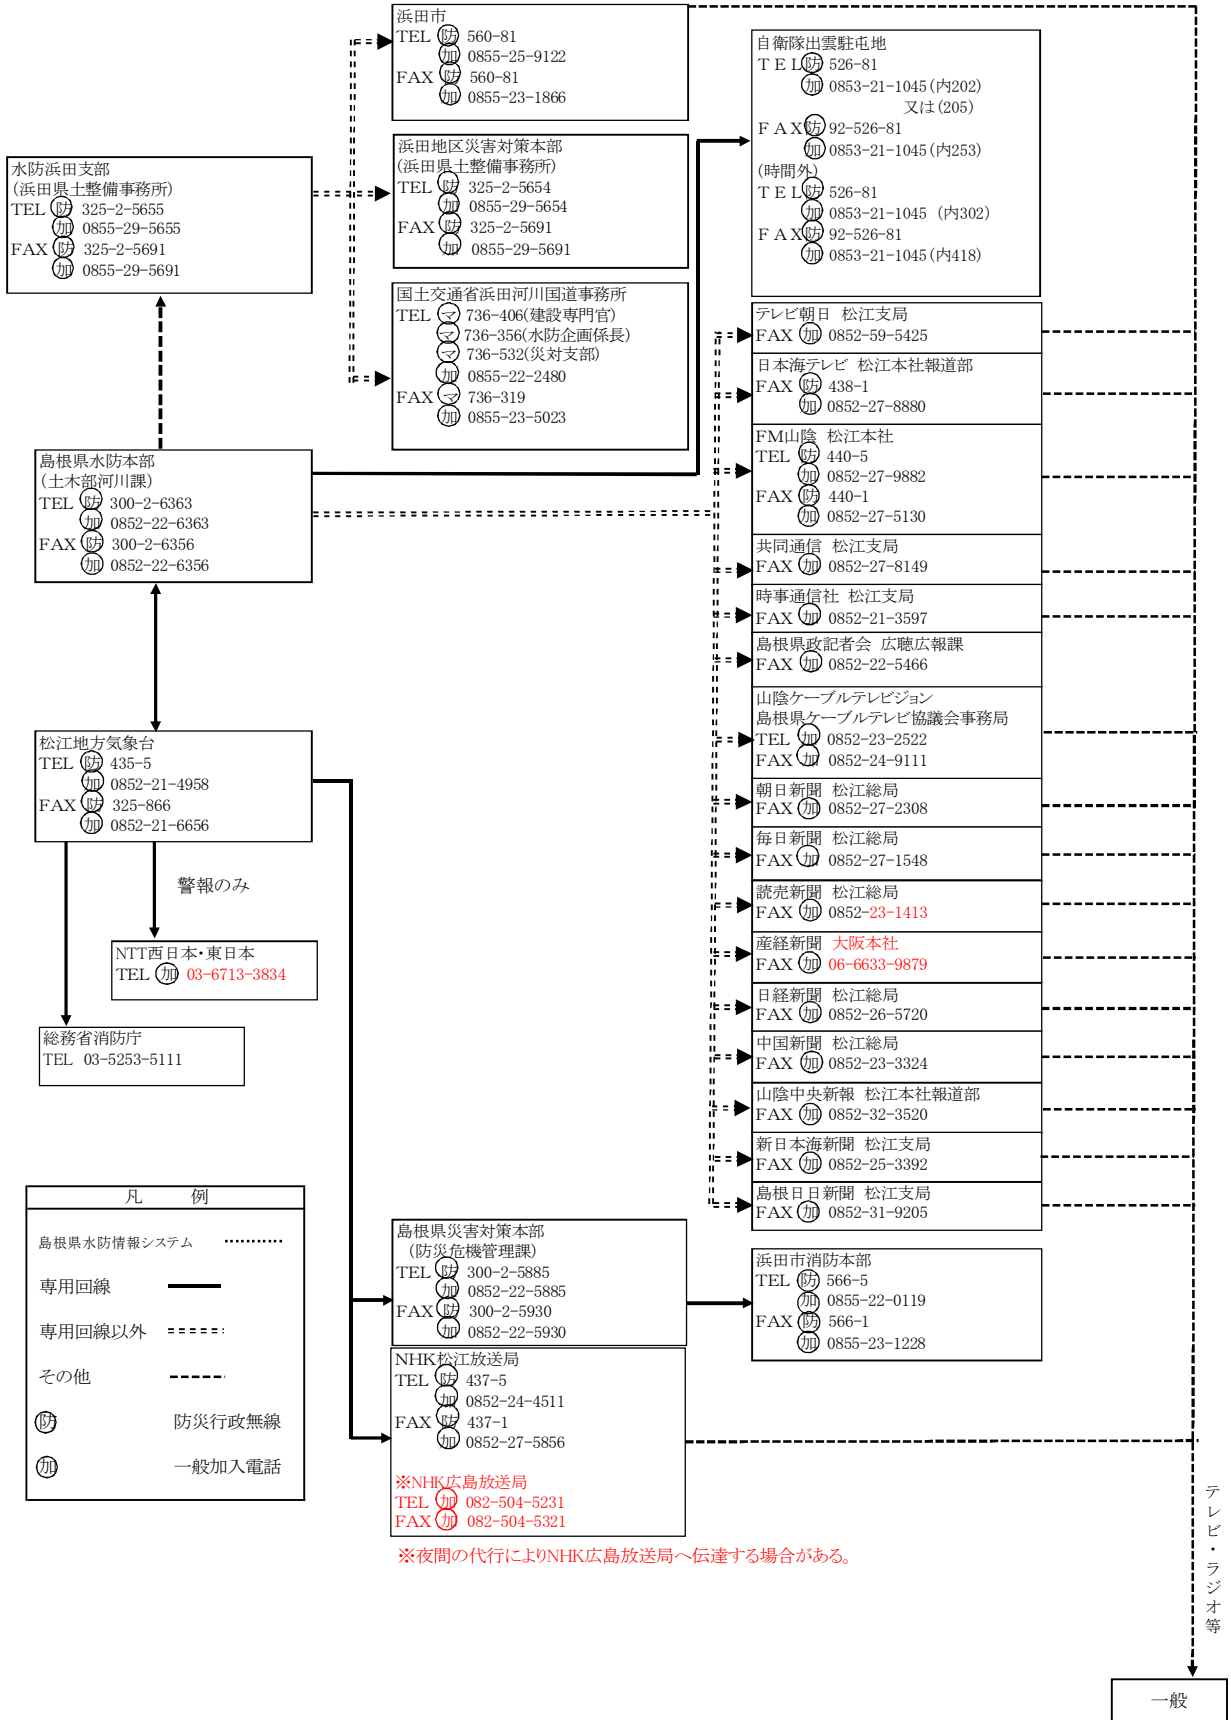 浜田市
TEL 防 560-81
加 0855-25-9122
FAX 防 560-81
加 0855-23-1866
自衛隊出雲駐屯地
TEL防 526-81
加 0853-21-1045(内202)
又は(205)
FAX防 92-526-81
加 0853-21-1045(内253)
(時間外)
TEL防 526-81
加 0853-21-1045 (内302)
FAX防 92-526-81
加 0853-21-1045(内418)
水防浜田支部
(浜田県土整備事務所)
TEL 防 325-2-5655
加 0855-29-5655
FAX 防 325-2-5691
加 0855-29-5691
浜田地区災害対策本部
(浜田県土整備事務所)
TEL 防 325-2-5654
加 0855-29-5654
FAX 防 325-2-5691
加 0855-29-5691
国土交通省浜田河川国道事務所
TEL マ 736-406(建設専門官)
マ 736-356(水防企画係長)
マ 736-532(災対支部)
加 0855-22-2480
FAX マ 736-319
加 0855-23-5023
島根県水防本部
(土木部河川課)
TEL 防 300-2-6363
加 0852-22-6363
FAX 防 300-2-6356
加 0852-22-6356
テレビ朝日 松江支局
FAX 加 0852-59-5425
日本海テレビ 松江本社報道部
FAX 防 438-1
加 0852-27-8880
FM山陰 松江本社
TEL 防 440-5
加 0852-27-9882
FAX 防 440-1
加 0852-27-5130
共同通信 松江支局
FAX 加 0852-27-8149
時事通信社 松江支局
FAX 加 0852-21-3597
島根県政記者会 広聴広報課
FAX 加 0852-22-5466
山陰ケーブルテレビジョン
島根県ケーブルテレビ協議会事務局
TEL 加 0852-23-2522
FAX 加 0852-24-9111
朝日新聞 松江総局
FAX 加 0852-27-2308
毎日新聞 松江総局
FAX 加 0852-27-1548
読売新聞 松江総局
FAX 加 0852-23-1413
産経新聞 大阪本社
FAX 加 06-6633-9879
日経新聞 松江総局
FAX 加 0852-26-5720
中国新聞 松江総局
FAX 加 0852-23-3324
山陰中央新報 松江本社報道部
FAX 加 0852-32-3520
新日本海新聞 松江支局
FAX 加 0852-25-3392
島根日日新聞 松江支局
FAX 加 0852-31-9205
松江地方気象台
TEL 防 435-5
加 0852-21-4958
FAX 防 325-866
加 0852-21-6656
警報のみ
NTT西日本・東日本
TEL 加 03-6713-3834
総務省消防庁
TEL 03-5253-5111
凡 例
島根県水防情報システム
専用回線
専用回線以外
その他
防 防災行政無線
加 一般加入電話
島根県災害対策本部
(防災危機管理課)
TEL 防 300-2-5885
加 0852-22-5885
FAX 防 300-2-5930
加 0852-22-5930
浜田市消防本部
TEL 防 566-5
加 0855-22-0119
FAX 防 566-1
加 0855-23-1228
NHK松江放送局
TEL 防 437-5
加 0852-24-4511
FAX 防 437-1
加 0852-27-5856
※NHK広島放送局
TEL 加 082-504-5231
FAX 加 082-504-5321
※夜間の代行によりNHK広島放送局へ伝達する場合がある。
テレビ・ラジオ等
一般